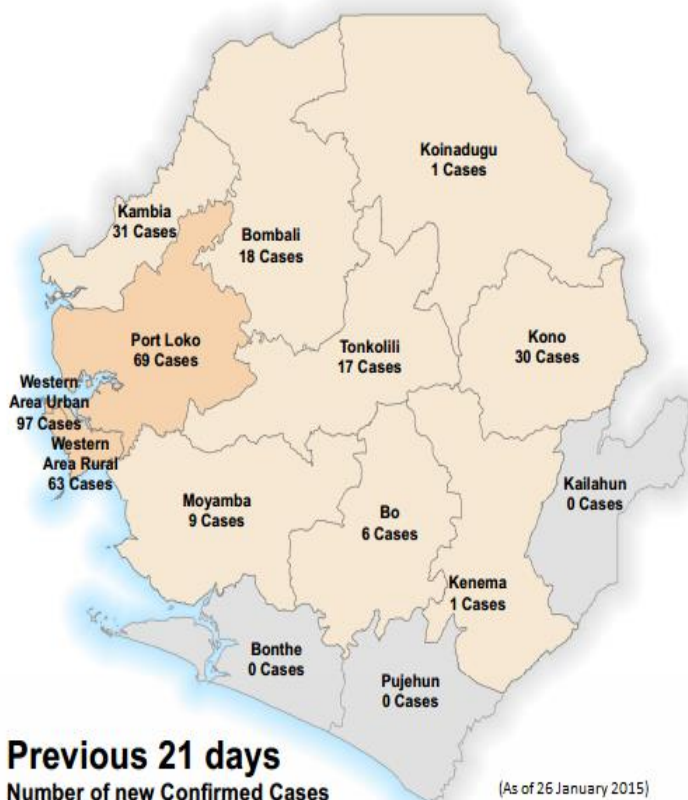 Koinadugu
1 Cases
Kambia
31 Cases
Bombali
18 Cases
Port Loko
69 Cases
Tonkolili
17 Cases
Kono
30 Cases
Western
Area Urban
97 Cases
Western
Area Rural
63 Cases
Kailahun
0 Cases
Moyamba
9 Cases
Bo
6 Cases
Kenema
1 Cases
Bonthe
0 Cases
Pujehun
0 Cases
Previous 21 days
Number of new Confirmed Cases
(As of 26 January 2015)